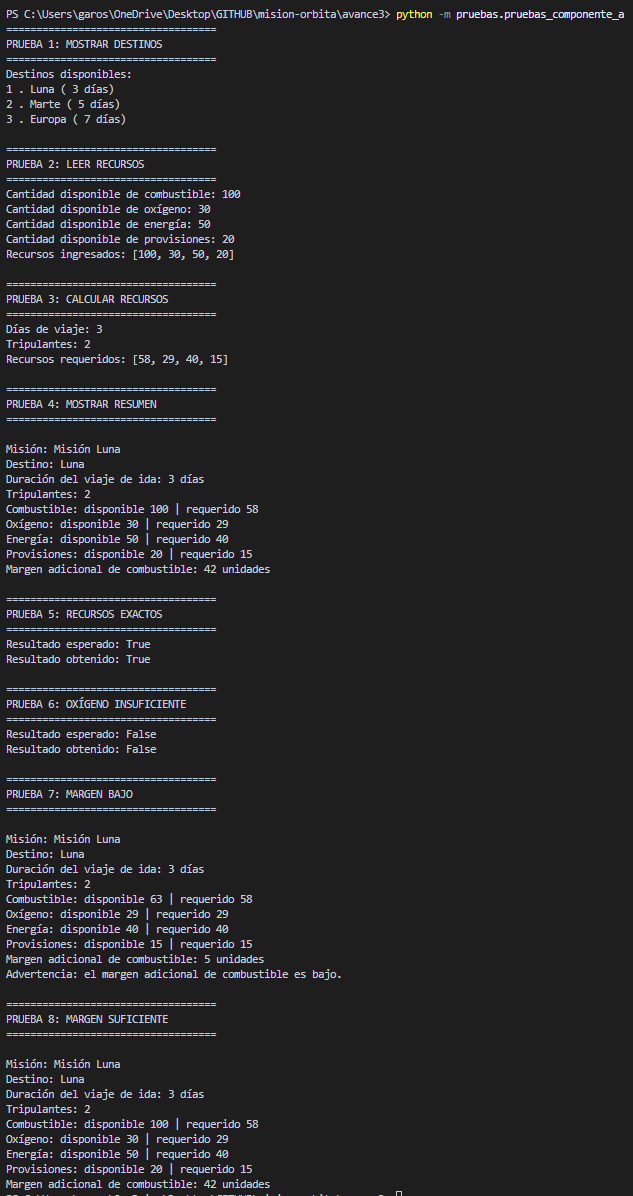 PS C:\Users\garos\OneDrive\Desktop\GITHUB\mision-orbita\avance3> python -m pruebas.pruebas_componente_a
===================================
PRUEBA 1: MOSTRAR DESTINOS
===================================
Destinos disponibles:
1 . Luna ( 3 días)
2 . Marte ( 5 días)
3 . Europa ( 7 días)
===================================
PRUEBA 2: LEER RECURSOS
===================================
Cantidad disponible de combustible: 100
Cantidad disponible de oxígeno: 30
Cantidad disponible de energía: 50
Cantidad disponible de provisiones: 20
Recursos ingresados: [100, 30, 50, 20]
===================================
PRUEBA 3: CALCULAR RECURSOS
===================================
Días de viaje: 3
Tripulantes: 2
Recursos requeridos: [58, 29, 40, 15]
===================================
PRUEBA 4: MOSTRAR RESUMEN
===================================
Misión: Misión Luna
Destino: Luna
Duración del viaje de ida: 3 días
Tripulantes: 2
Combustible: disponible 100 | requerido 58
Oxígeno: disponible 30 | requerido 29
Energía: disponible 50 | requerido 40
Provisiones: disponible 20 | requerido 15
Margen adicional de combustible: 42 unidades
===================================
PRUEBA 5: RECURSOS EXACTOS
===================================
Resultado esperado: True
Resultado obtenido: True
===================================
PRUEBA 6: OXÍGENO INSUFICIENTE
===================================
Resultado esperado: False
Resultado obtenido: False
===================================
PRUEBA 7: MARGEN BAJO
===================================
Misión: Misión Luna
Destino: Luna
Duración del viaje de ida: 3 días
Tripulantes: 2
Combustible: disponible 63 | requerido 58
Oxígeno: disponible 29 | requerido 29
Energía: disponible 40 | requerido 40
Provisiones: disponible 15 | requerido 15
Margen adicional de combustible: 5 unidades
Advertencia: el margen adicional de combustible es bajo.
===================================
PRUEBA 8: MARGEN SUFICIENTE
===================================
Misión: Misión Luna
Destino: Luna
Duración del viaje de ida: 3 días
Tripulantes: 2
Combustible: disponible 100 | requerido 58
Oxígeno: disponible 30 | requerido 29
Energía: disponible 50 | requerido 40
Provisiones: disponible 20 | requerido 15
Margen adicional de combustible: 42 unidades